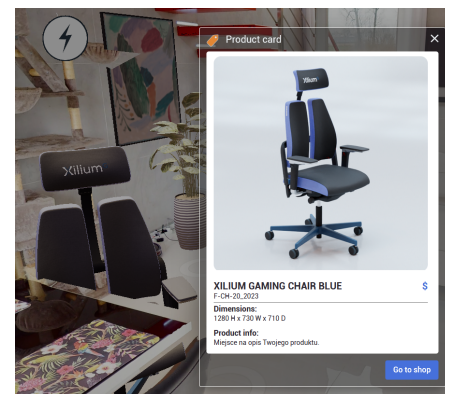 Product card
Xilium
Xilium
XILIUM GAMING CHAIR BLUE
$
F-CH-20_2023
Dimensions:
1280 H x 730 W x 710 D
Product info:
Miejsce na opis Twojego produktu.
Go to shop